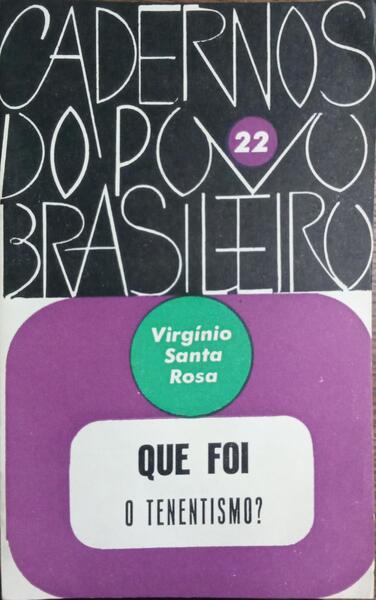 CADERNOS
DO POVO
22
BRASILEIRO
Virgínio
Santa
Rosa
QUE FOI
O TENENTISMO?